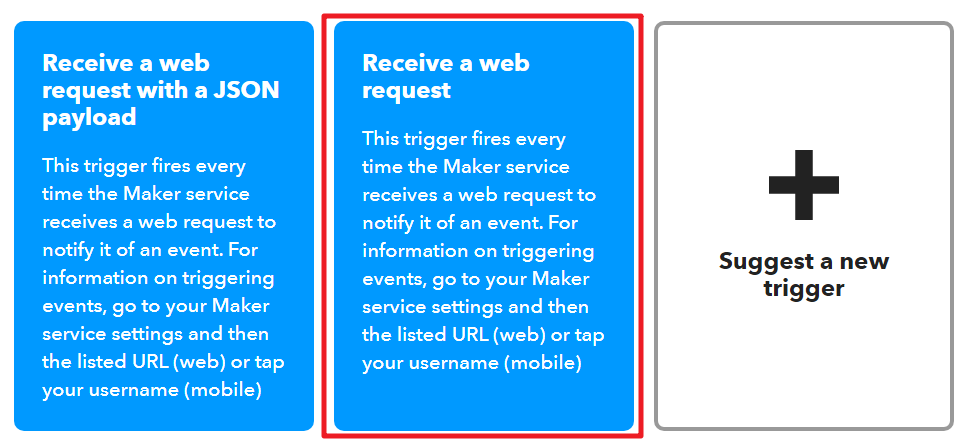 Receive a web
request with a JSON
payload
This trigger fires every
time the Maker service
receives a web request to
notify it of an event. For
information on triggering
events, go to your Maker
service settings and then
the listed URL (web) or tap
your username (mobile)
Receive a web
request
This trigger fires every
time the Maker service
receives a web request to
notify it of an event. For
information on triggering
events, go to your Maker
service settings and then
the listed URL (web) or tap
your username (mobile)
Suggest a new
trigger